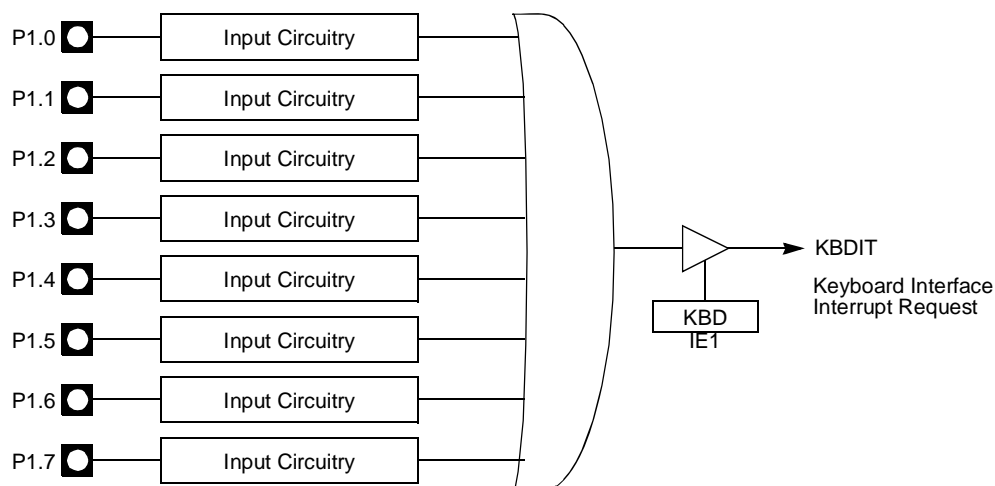 P1.0 Input Circuitry
P1.1 Input Circuitry
P1.2 Input Circuitry
P1.3 Input Circuitry
P1.4 Input Circuitry
P1.5 Input Circuitry
P1.6 Input Circuitry
P1.7 Input Circuitry
KBDIT
Keyboard Interface
Interrupt Request
KBD
IE1